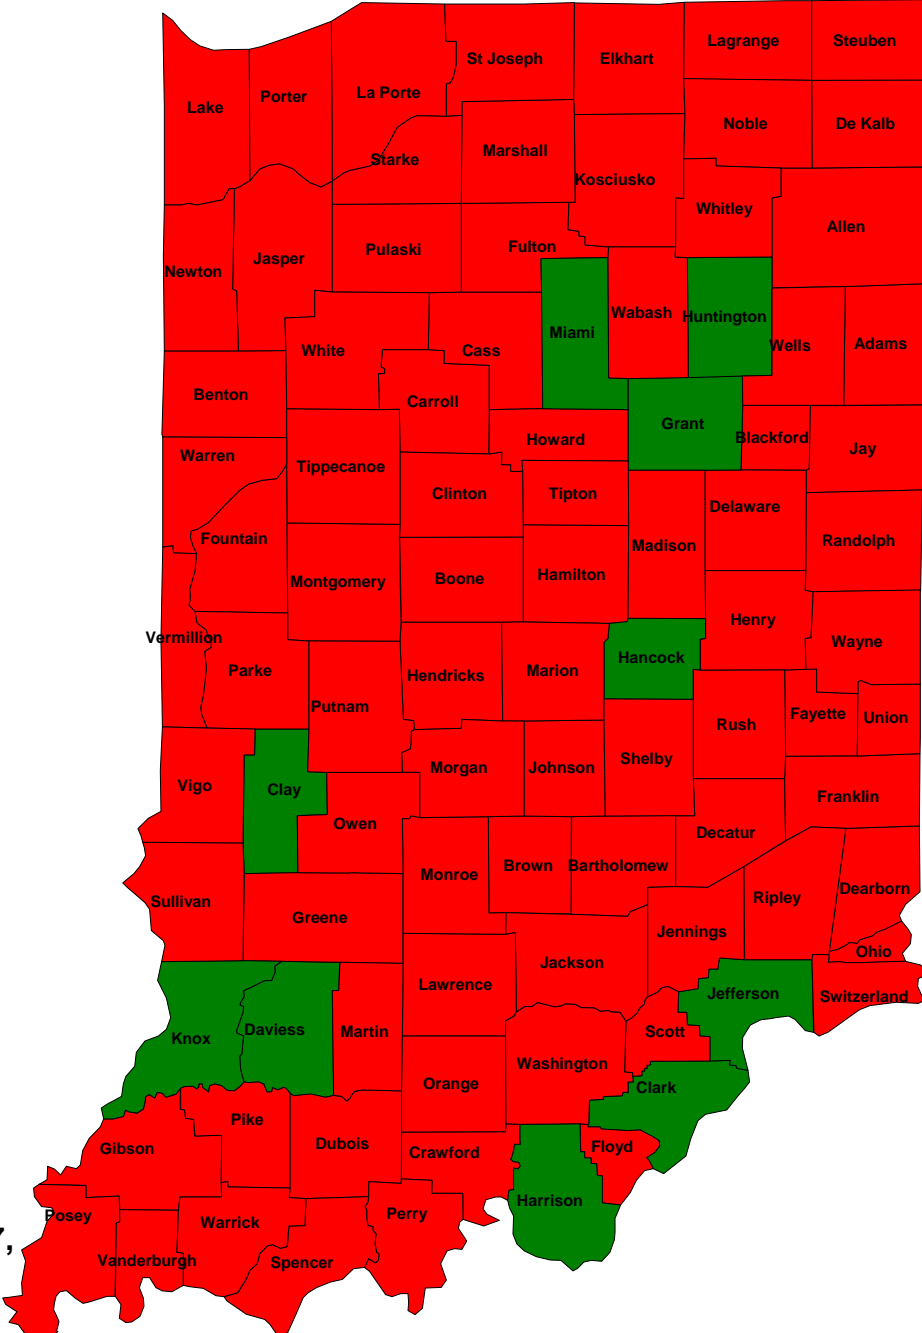 St Joseph
Elkhart
Lagrange
Steuben
Lake
Porter
La Porte
Noble
De Kalb
Starke
Marshall
Kosciusko
Whitley
Allen
Newton
Jasper
Pulaski
Fulton
White
Cass
Miami
Wabash
Huntington
Wells
Adams
Benton
Carroll
Grant
Blackford
Jay
Warren
Tippecanoe
Howard
Clinton
Tipton
Delaware
Fountain
Madison
Randolph
Montgomery
Boone
Hamilton
Henry
Vermillion
Wayne
Parke
Hendricks
Marion
Hancock
Putnam
Rush
Fayette
Union
Vigo
Clay
Morgan
Johnson
Shelby
Franklin
Owen
Decatur
Monroe
Brown
Bartholomew
Ripley
Dearborn
Sullivan
Greene
Jennings
Ohio
Lawrence
Jackson
Jefferson
Switzerland
Knox
Daviess
Martin
Scott
Orange
Washington
Clark
Gibson
Pike
Dubois
Crawford
Floyd
Harrison
Posey
Warrick
Perry
Vanderburgh
Spencer
,